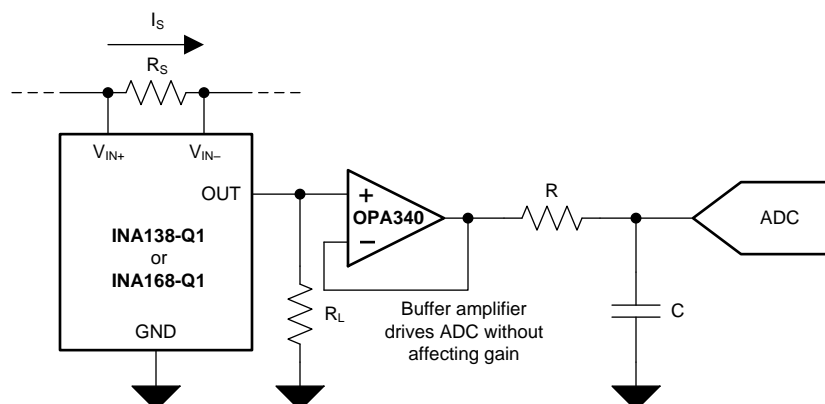 I_S
R_S
V_IN+
V_IN–
OUT
INA138-Q1
or
INA168-Q1
GND
R_L
+
OPA340
–
Buffer amplifier
drives ADC without
affecting gain
R
C
ADC